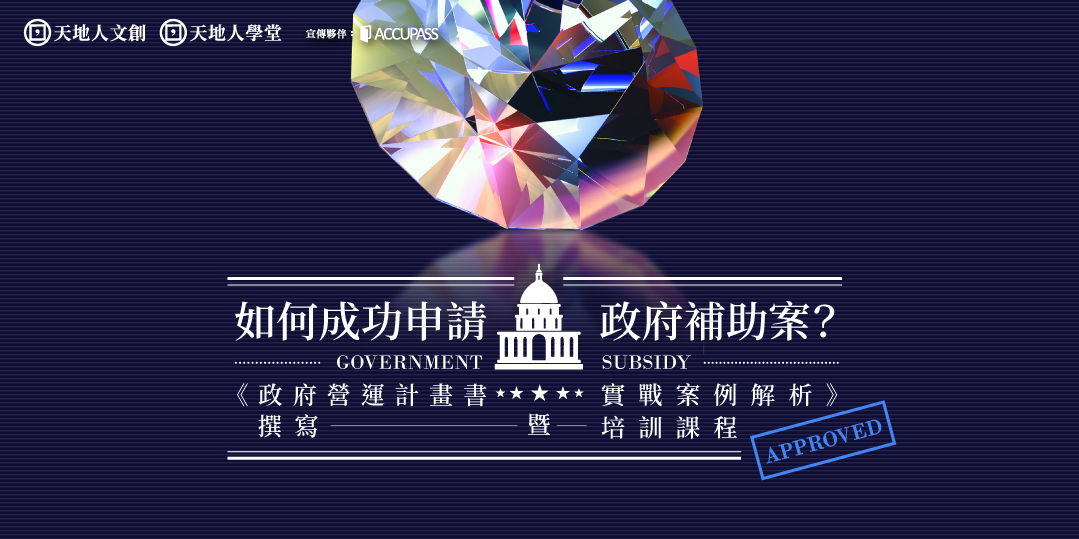 天地人文創 天地人學堂 宣傳夥伴： ACCUPASS
如何成功申請 政府補助案？
GOVERNMENT SUBSIDY
《政府營運計畫書 實戰案例解析》
撰寫 暨 培訓課程
APPROVED